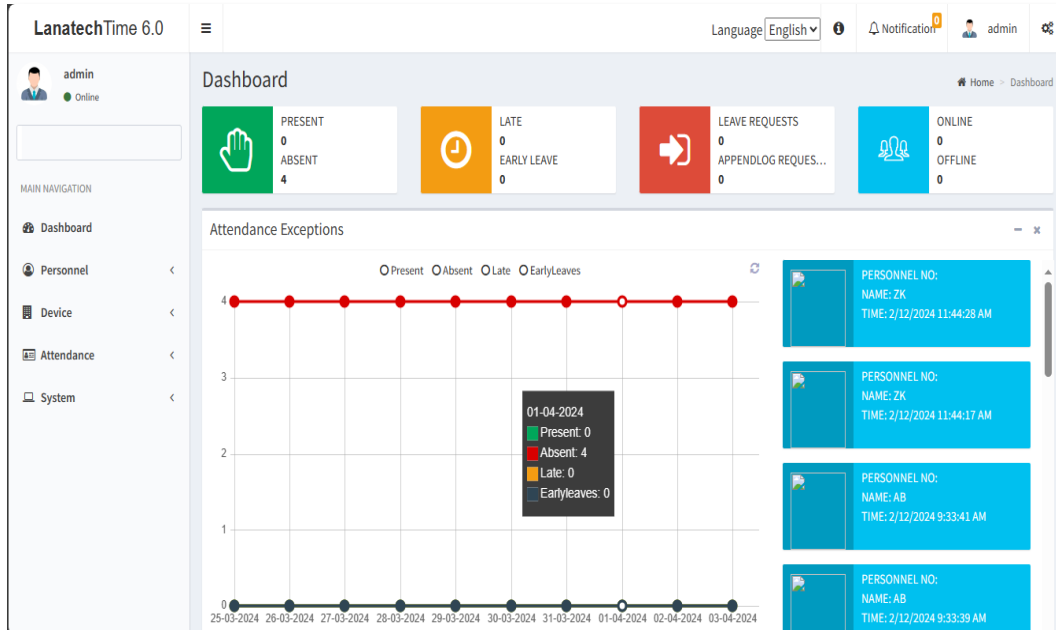 LanatechTime 6.0
Language English
Notification 0
admin
admin
Online
MAIN NAVIGATION
Dashboard
Personnel
Device
Attendance
System
Dashboard
Home > Dashboard
PRESENT
0
ABSENT
4
LATE
0
EARLY LEAVE
0
LEAVE REQUESTS
0
APPENDLOG REQUES...
0
ONLINE
0
OFFLINE
0
Attendance Exceptions
Present Absent Late EarlyLeaves
4
3
2
1
0
01-04-2024
Present: 0
Absent: 4
Late: 0
Earlyleaves: 0
25-03-2024 26-03-2024 27-03-2024 28-03-2024 29-03-2024 30-03-2024 31-03-2024 01-04-2024 02-04-2024 03-04-2024
PERSONNEL NO:
NAME: ZK
TIME: 2/12/2024 11:44:28 AM
PERSONNEL NO:
NAME: ZK
TIME: 2/12/2024 11:44:17 AM
PERSONNEL NO:
NAME: AB
TIME: 2/12/2024 9:33:41 AM
PERSONNEL NO:
NAME: AB
TIME: 2/12/2024 9:33:39 AM